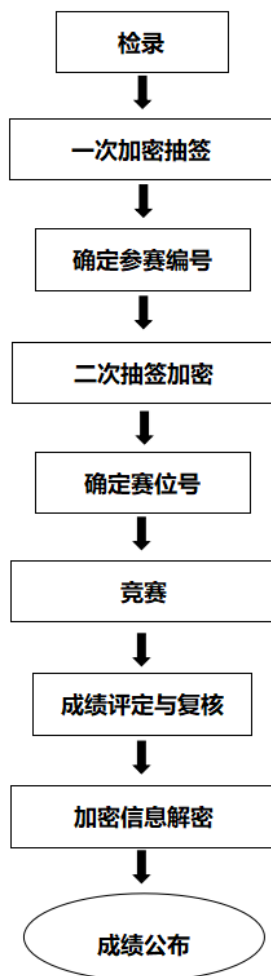 检录
一次加密抽签
确定参赛编号
二次抽签加密
确定赛位号
竞赛
成绩评定与复核
加密信息解密
成绩公布